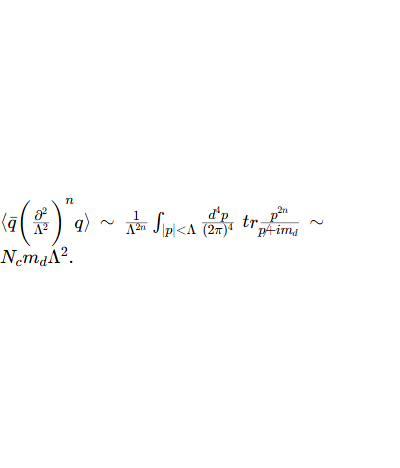 ⟨q̄(∂²/Λ²)ⁿ q⟩ ∼ 1/Λ²ⁿ ∫_{|p|<Λ} d⁴p/(2π)⁴ tr p²ⁿ/(p̸+im_d) ∼
N_c m_d Λ².